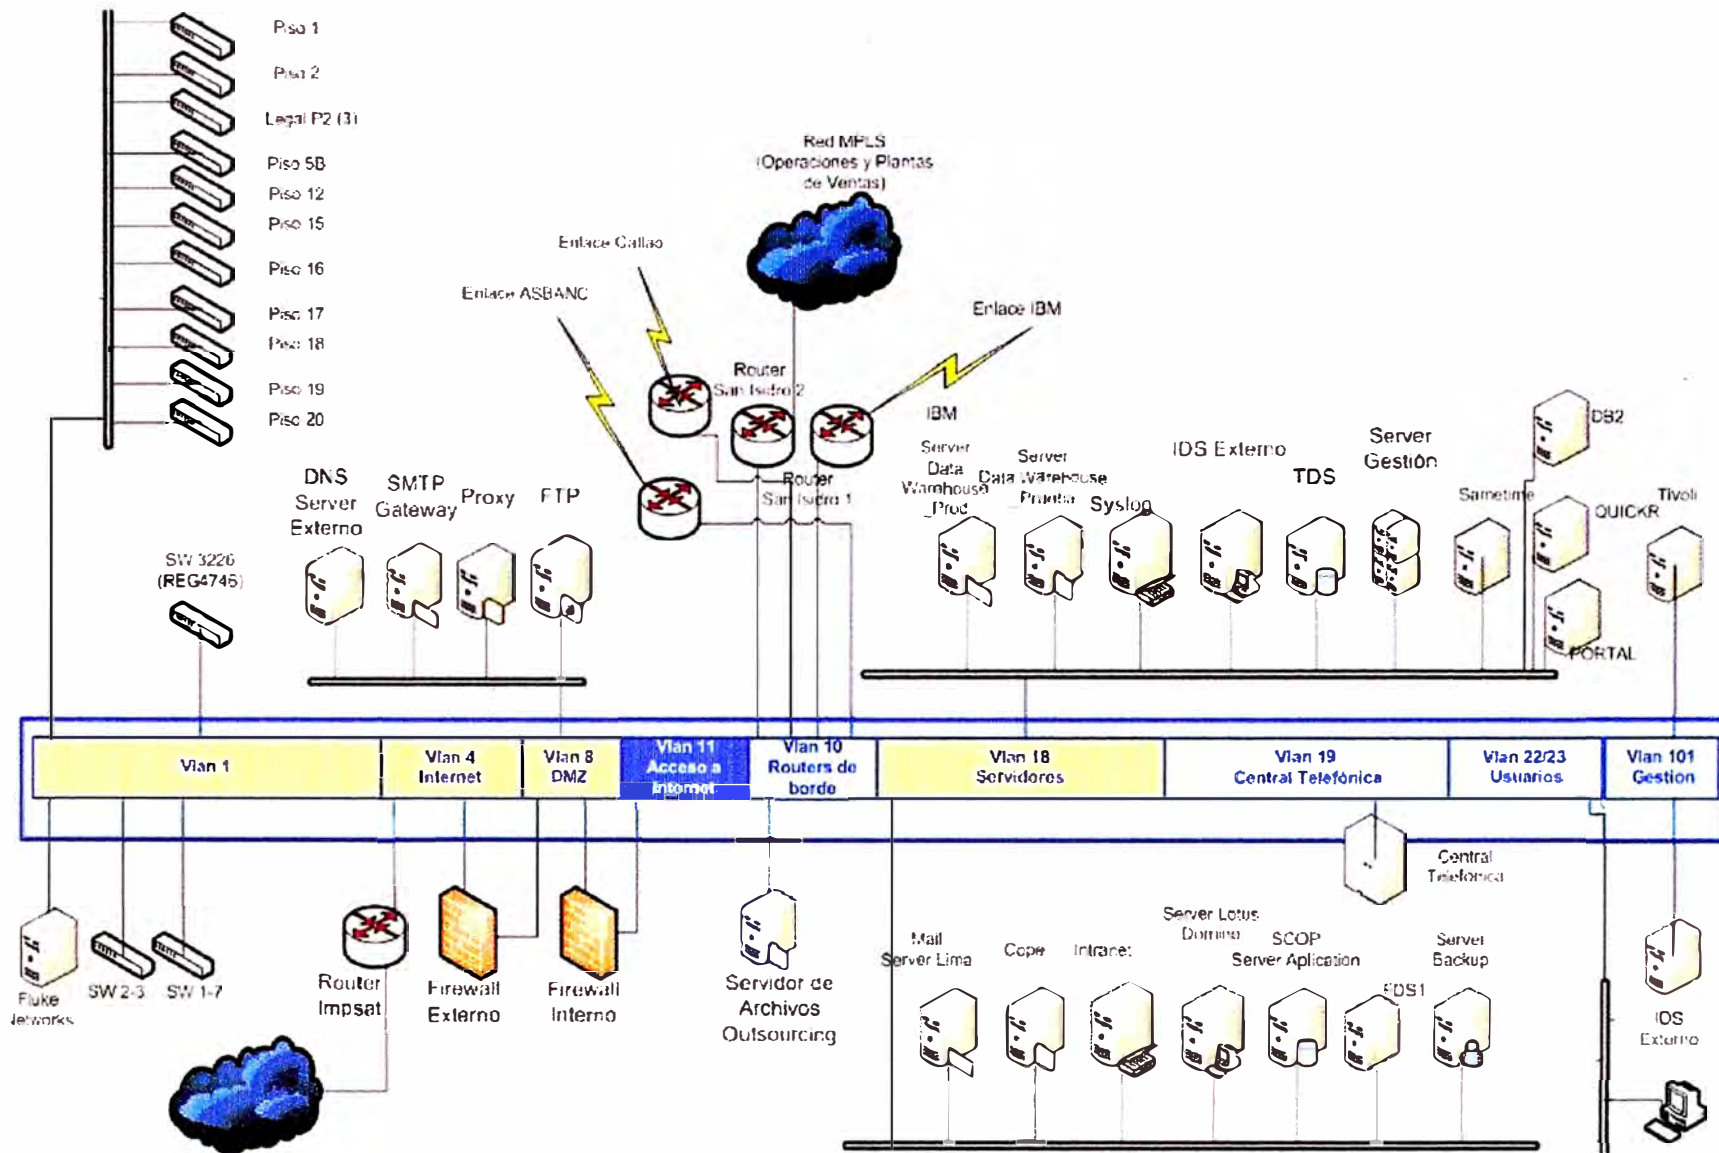 Piso 1
Piso 2
Legal P2 (3)
Piso 5B
Piso 12
Piso 15
Piso 16
Piso 17
Piso 18
Piso 19
Piso 20
Red MPLS
(Operaciones y Plantas
de Ventas)
Enlace Callao
Enlace ASBANC
Enlace IBM
Router
San Isidro 2
IBM
Router
San Isidro 1
SW 3226
(REG4746)
DNS
Server
Externo
SMTP
Gateway
Proxy
FTP
Server
Data
Warehouse
_Prod
Server
Data Warehouse
_Prueba
Syslog
IDS Externo
TDS
Server
Gestión
Sametime
DB2
QUICKR
PORTAL
Tivoli
Vlan 1
Vlan 4
Internet
Vlan 8
DMZ
Vlan 11
Acceso a
Internet
Vlan 10
Routers de
borde
Vlan 18
Servidores
Vlan 19
Central Telefónica
Vlan 22/23
Usuarios
Vlan 101
Gestion
Fluke
Networks
SW 2-3
SW 1-7
Router
Impsat
Firewall
Externo
Firewall
Interno
Servidor de
Archivos
Outsourcing
Central
Telefónica
Mail
Server Lima
Cope
Intranet
Server Lotus
Domino
SCOP
Server Aplication
FDS1
Server
Backup
IDS
Externo